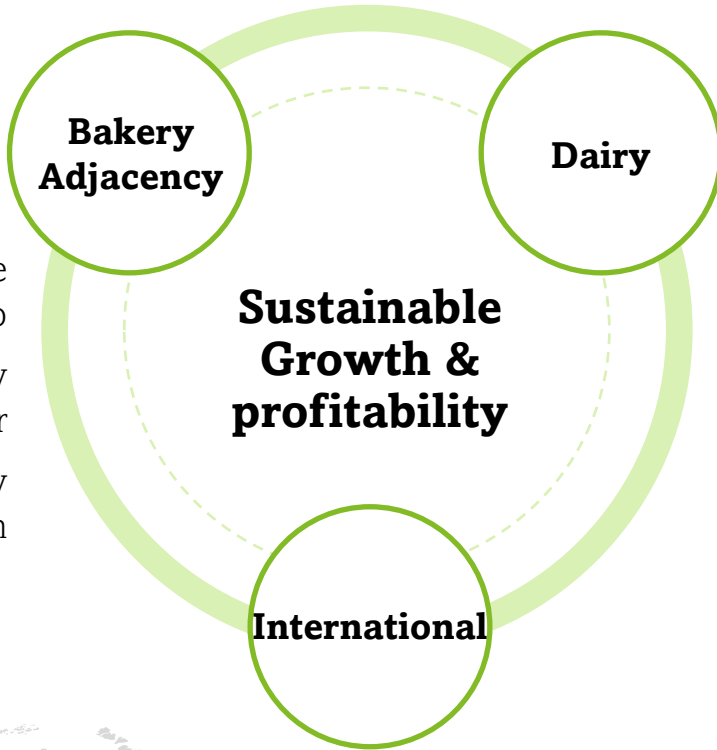 Bakery
Adjacency
Dairy
Sustainable
Growth &
profitability
International